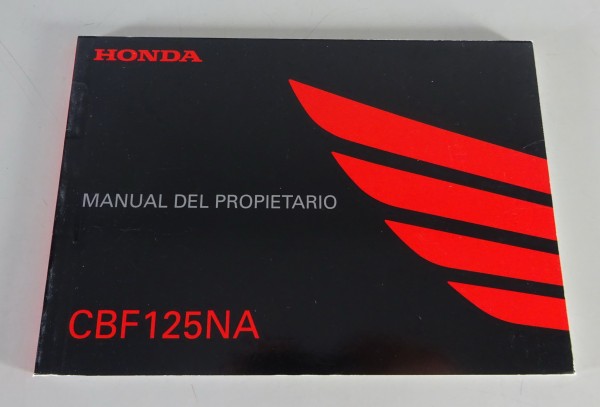 HONDA
MANUAL DEL PROPIETARIO
CBF125NA